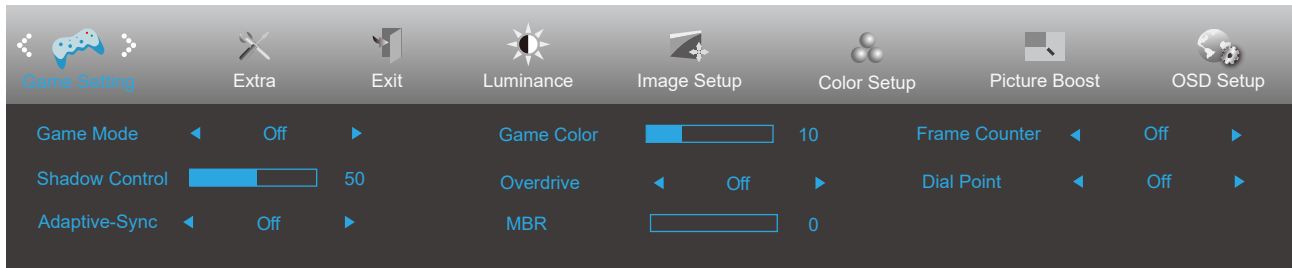 Game Setting Extra Exit Luminance Image Setup Color Setup Picture Boost OSD Setup
Game Mode Off Game Color 10 Frame Counter Off
Shadow Control 50 Overdrive Off Dial Point Off
Adaptive-Sync Off MBR 0